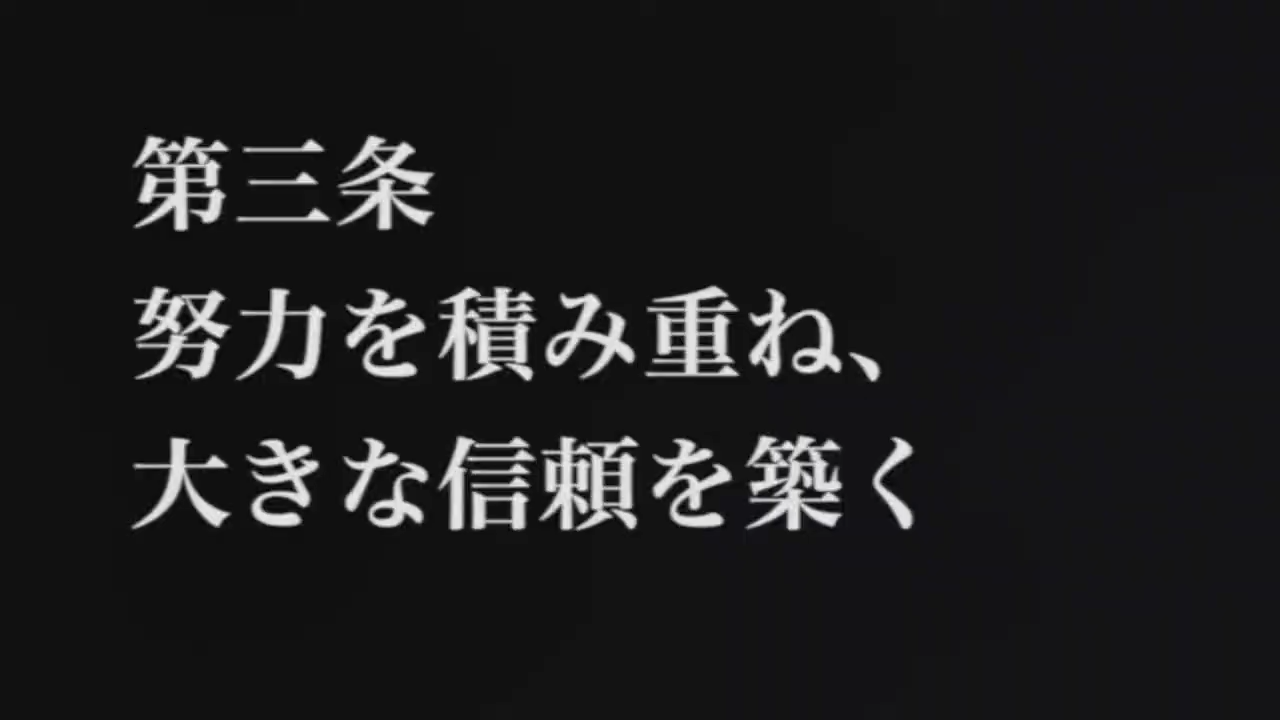 第三条
努力を積み重ね、
大きな信頼を築く